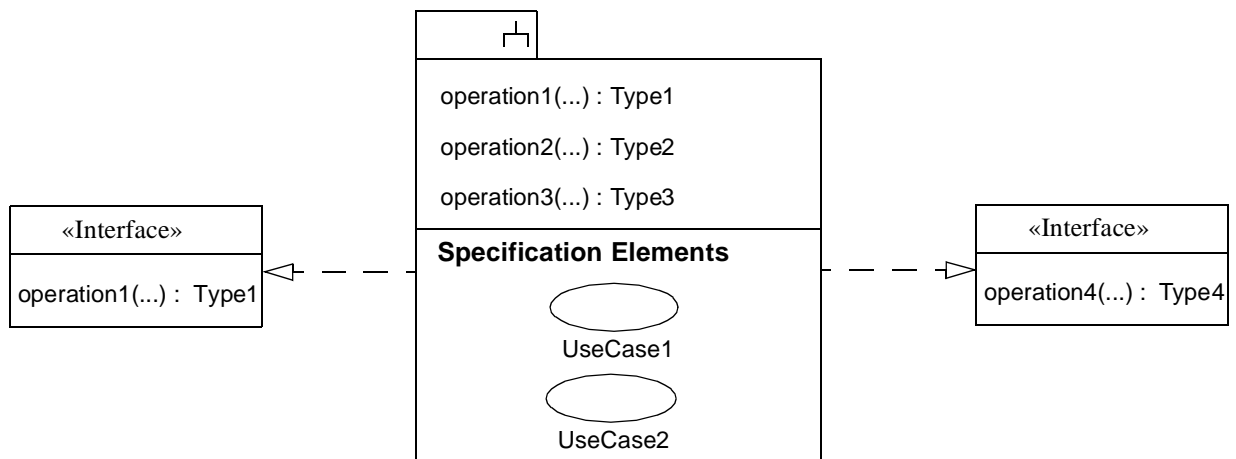 operation1(...) : Type1
operation2(...) : Type2
operation3(...) : Type3
«Interface»
operation1(...) :  Type1
Specification Elements
UseCase1
UseCase2
«Interface»
operation4(...) :  Type4